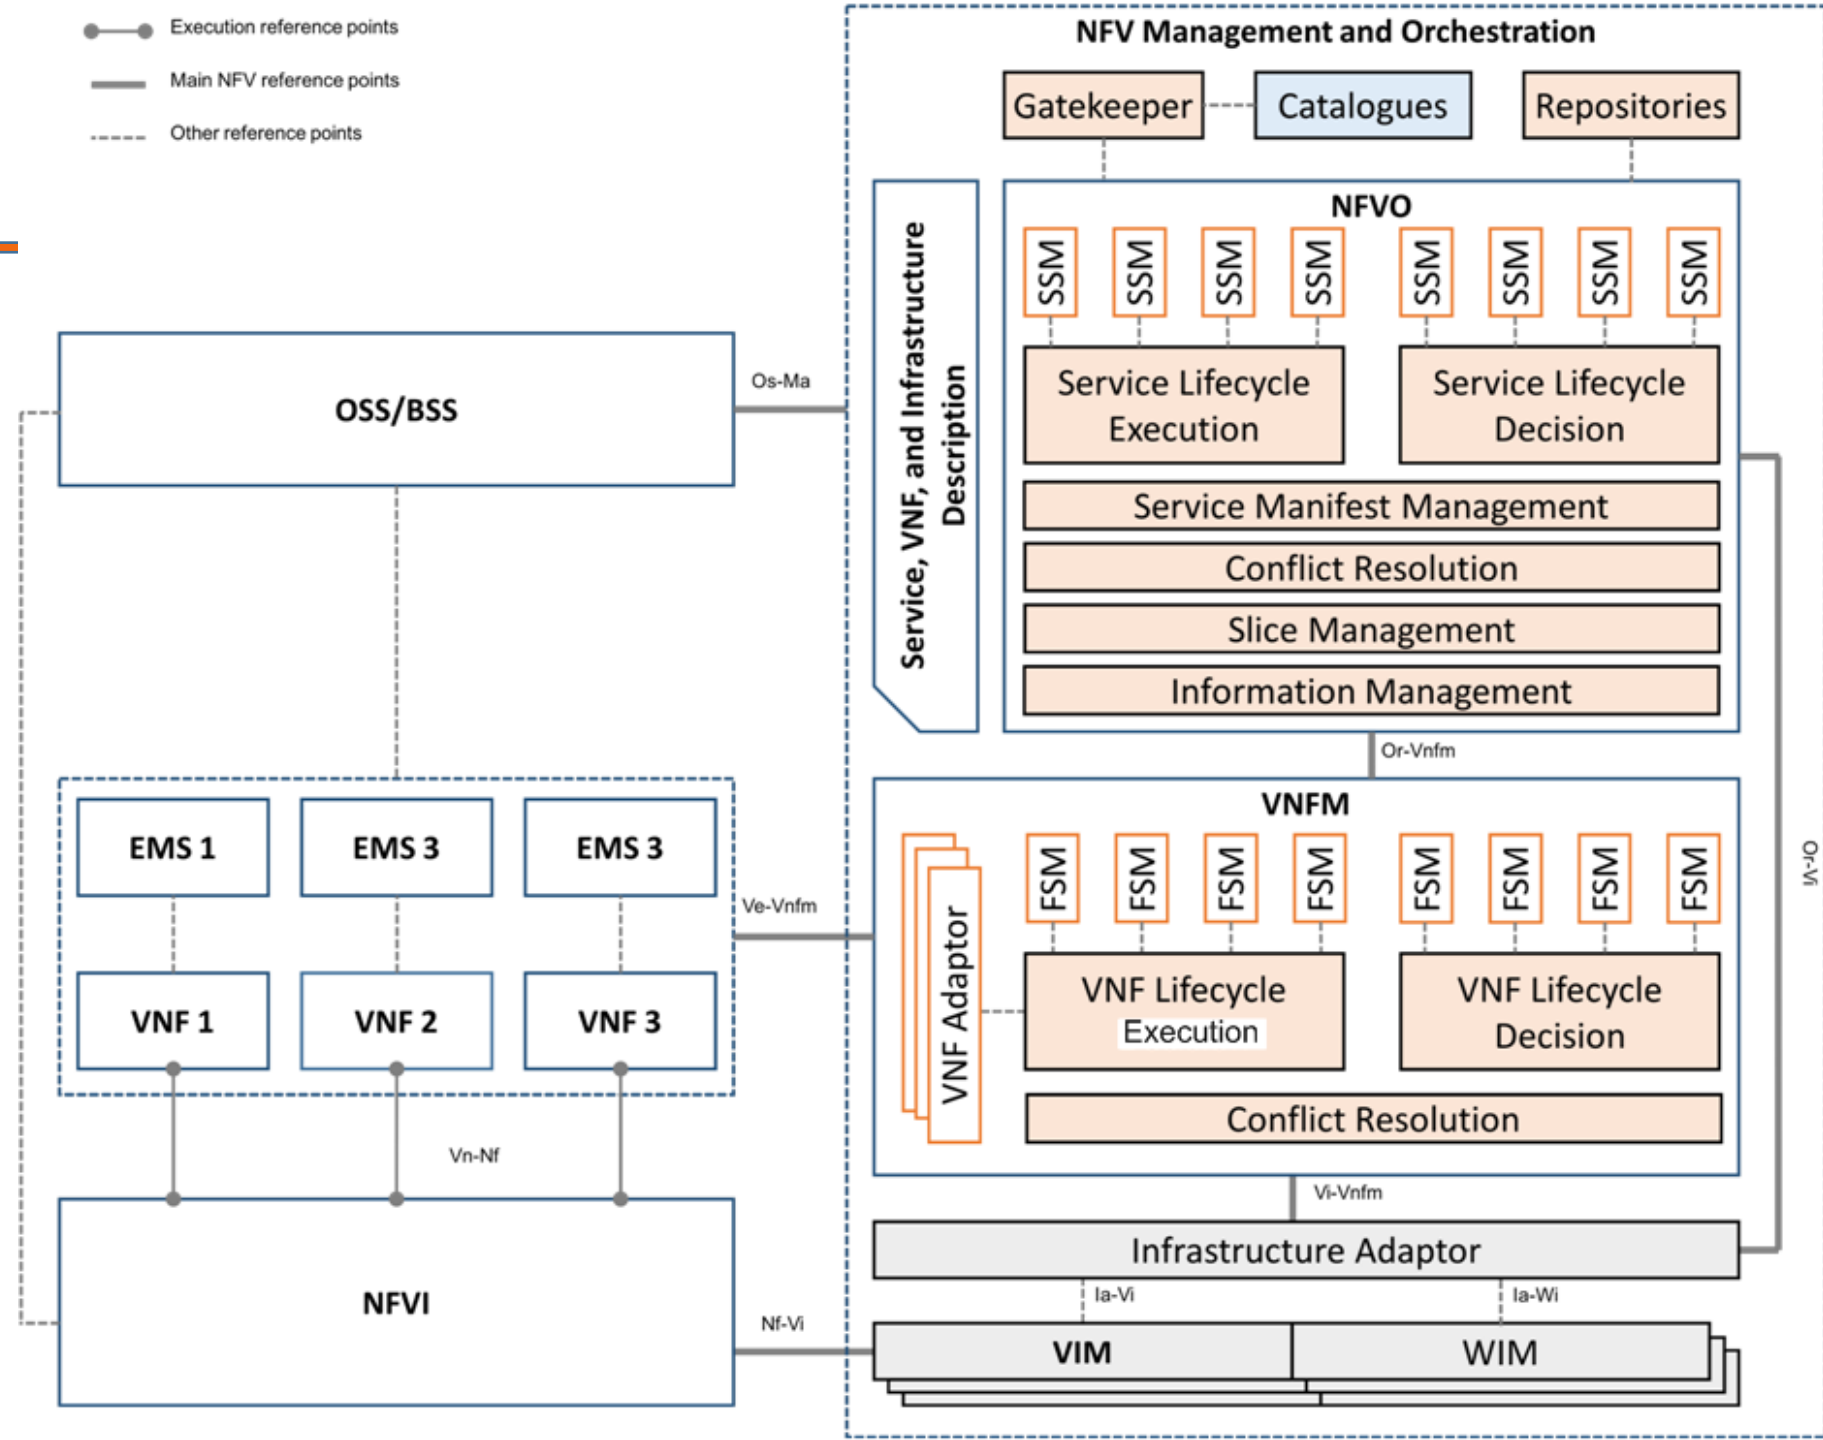 Execution reference points
Main NFV reference points
Other reference points
NFV Management and Orchestration
Gatekeeper
Catalogues
Repositories
Service, VNF, and Infrastructure
Description
NFVO
SSM
SSM
SSM
SSM
SSM
SSM
SSM
SSM
Service Lifecycle
Execution
Service Lifecycle
Decision
Service Manifest Management
Conflict Resolution
Slice Management
Information Management
OSS/BSS
Os-Ma
Or-Vnfm
Or-Vi
EMS 1
EMS 3
EMS 3
VNF 1
VNF 2
VNF 3
Ve-Vnfm
VNFM
VNF Adaptor
FSM
FSM
FSM
FSM
FSM
FSM
FSM
FSM
VNF Lifecycle
Execution
VNF Lifecycle
Decision
Conflict Resolution
Vn-Nf
Vi-Vnfm
Infrastructure Adaptor
Ia-Vi
Ia-Wi
NFVI
Nf-Vi
VIM
WIM